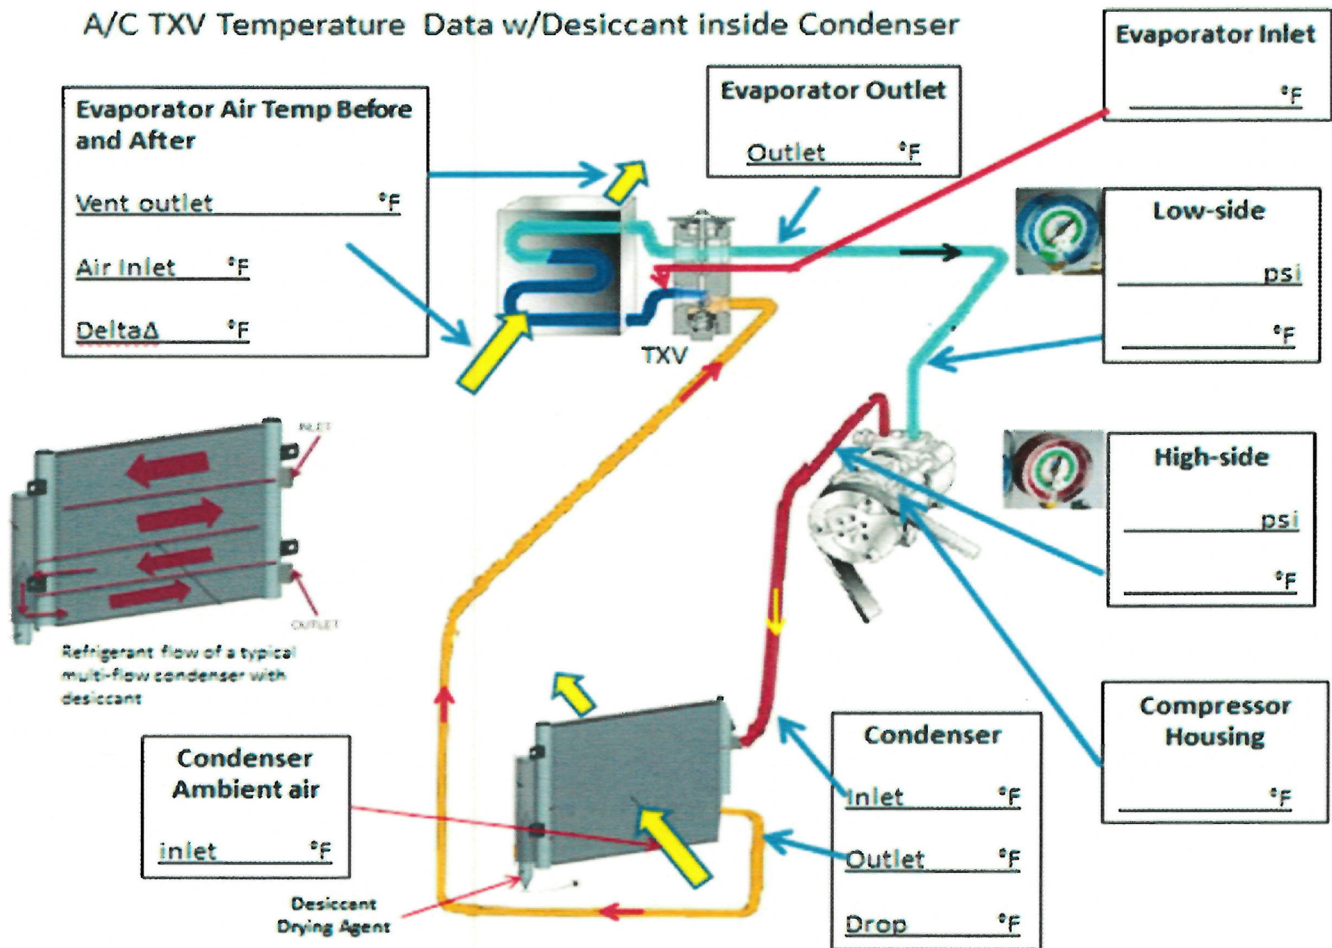 A/C TXV Temperature Data w/Desiccant inside Condenser
Evaporator Inlet
°F
Evaporator Outlet
Outlet °F
Evaporator Air Temp Before
and After
Vent outlet °F
Air Inlet °F
DeltaΔ °F
Low-side
psi
°F
TXV
High-side
psi
°F
INLET
OUTLET
Refrigerant flow of a typical
multi-flow condenser with
desiccant
Compressor
Housing
°F
Condenser
Inlet °F
Outlet °F
Drop °F
Condenser
Ambient air
inlet °F
Desiccant
Drying Agent